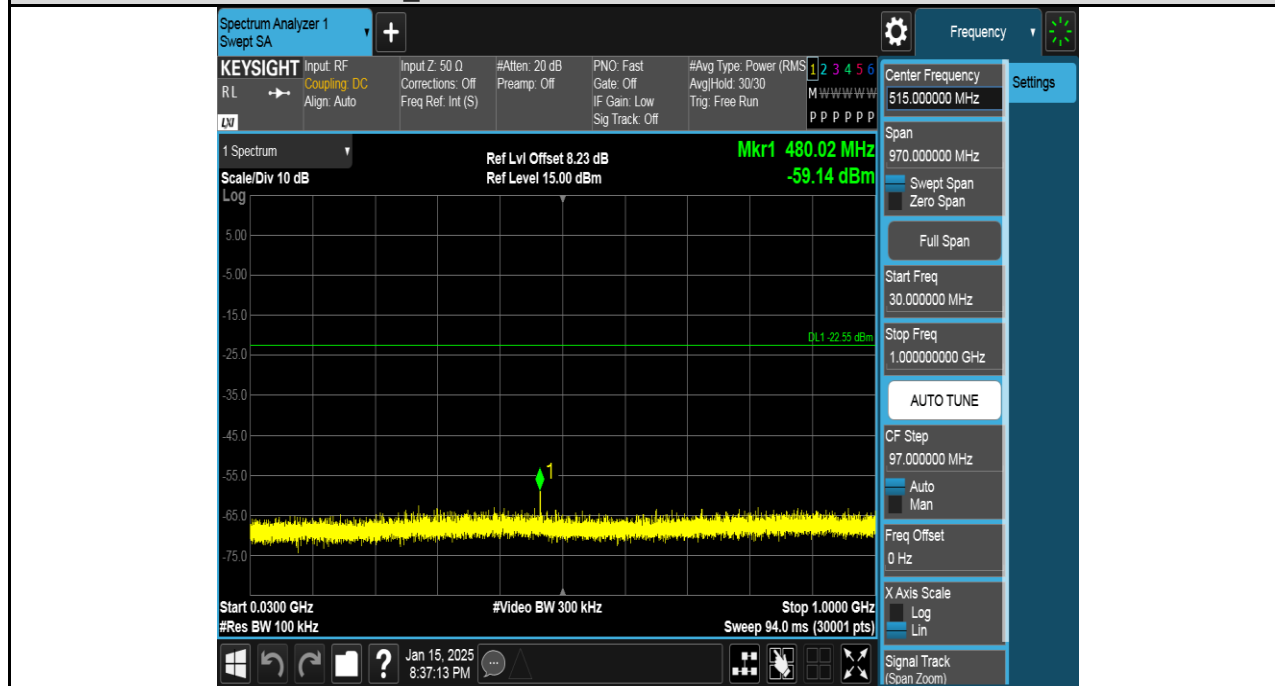 Spectrum Analyzer 1
Swept SA
+
Frequency
KEYSIGHT
RL
LXI
Input: RF
Coupling: DC
Align: Auto
Input Z: 50 Ω
Corrections: Off
Freq Ref: Int (S)
#Atten: 20 dB
Preamp: Off
PNO: Fast
Gate: Off
IF Gain: Low
Sig Track: Off
#Avg Type: Power (RMS
Avg|Hold: 30/30
Trig: Free Run
1 2 3 4 5 6
M W W W W W
P P P P P P
1 Spectrum
Scale/Div 10 dB
Ref Lvl Offset 8.23 dB
Ref Level 15.00 dBm
Mkr1 480.02 MHz
-59.14 dBm
Log
5.00
-5.00
-15.0
-25.0
-35.0
-45.0
-55.0
-65.0
-75.0
DL1 -22.55 dBm
1
Start 0.0300 GHz
#Res BW 100 kHz
#Video BW 300 kHz
Stop 1.0000 GHz
Sweep 94.0 ms (30001 pts)
Jan 15, 2025
8:37:13 PM
?
Center Frequency
515.000000 MHz
Span
970.000000 MHz
Swept Span
Zero Span
Full Span
Start Freq
30.000000 MHz
Stop Freq
1.000000000 GHz
AUTO TUNE
CF Step
97.000000 MHz
Auto
Man
Freq Offset
0 Hz
X Axis Scale
Log
Lin
Signal Track
(Span Zoom)
Settings